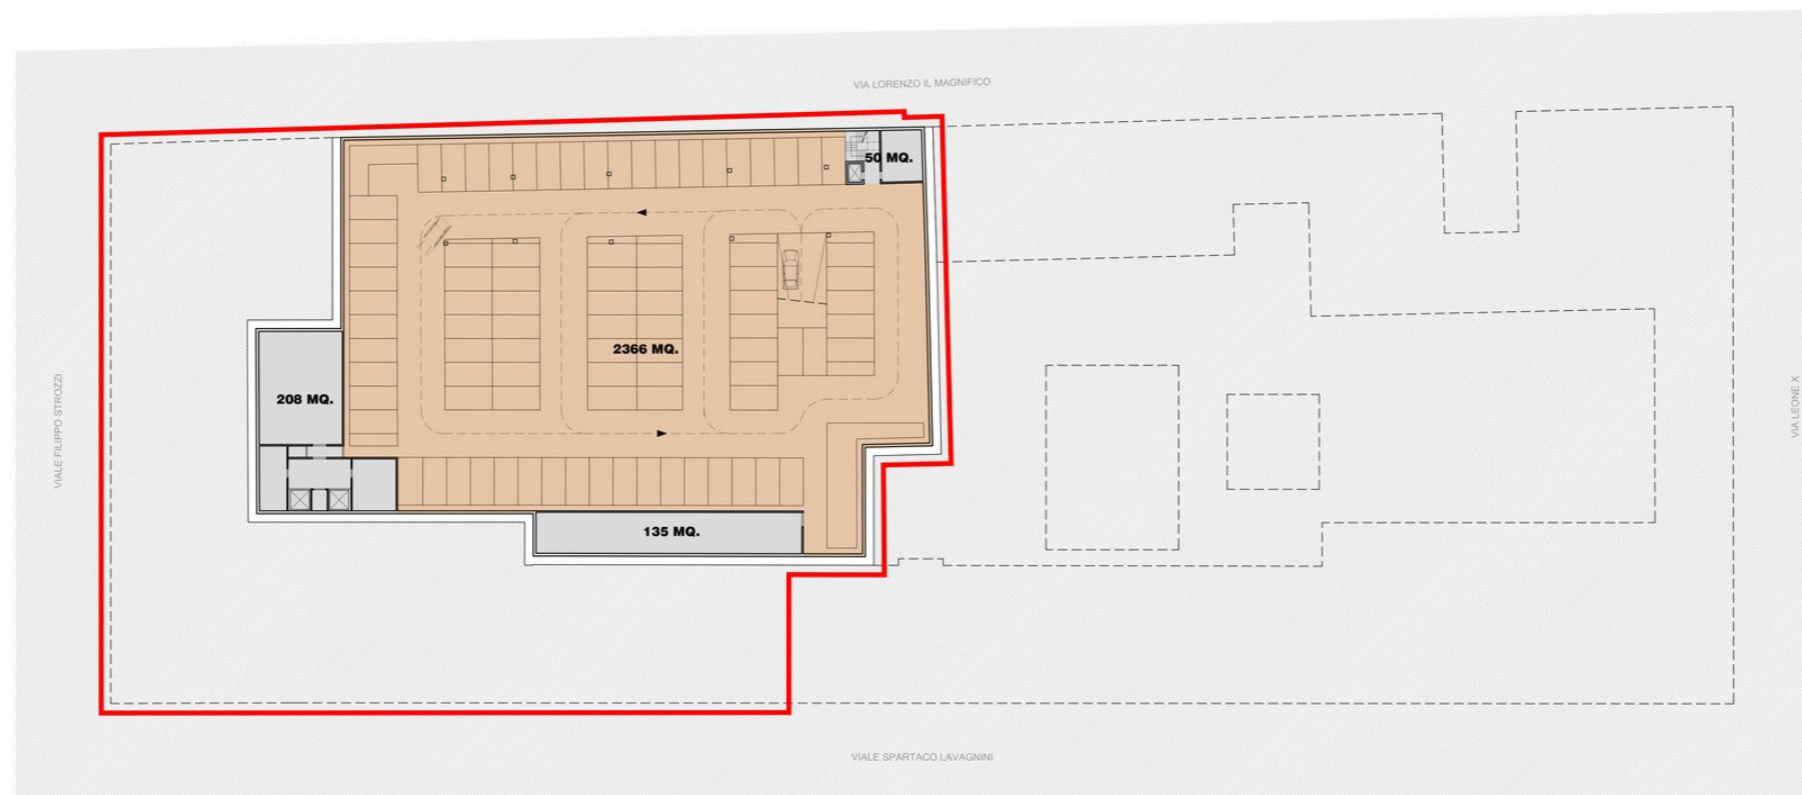 VIA LORENZO IL MAGNIFICO
50 MQ.
2366 MQ.
208 MQ.
VIALE FILIPPO STROZZI
VIA LEONE X
135 MQ.
VIALE SPARTACO LAVAGNINI